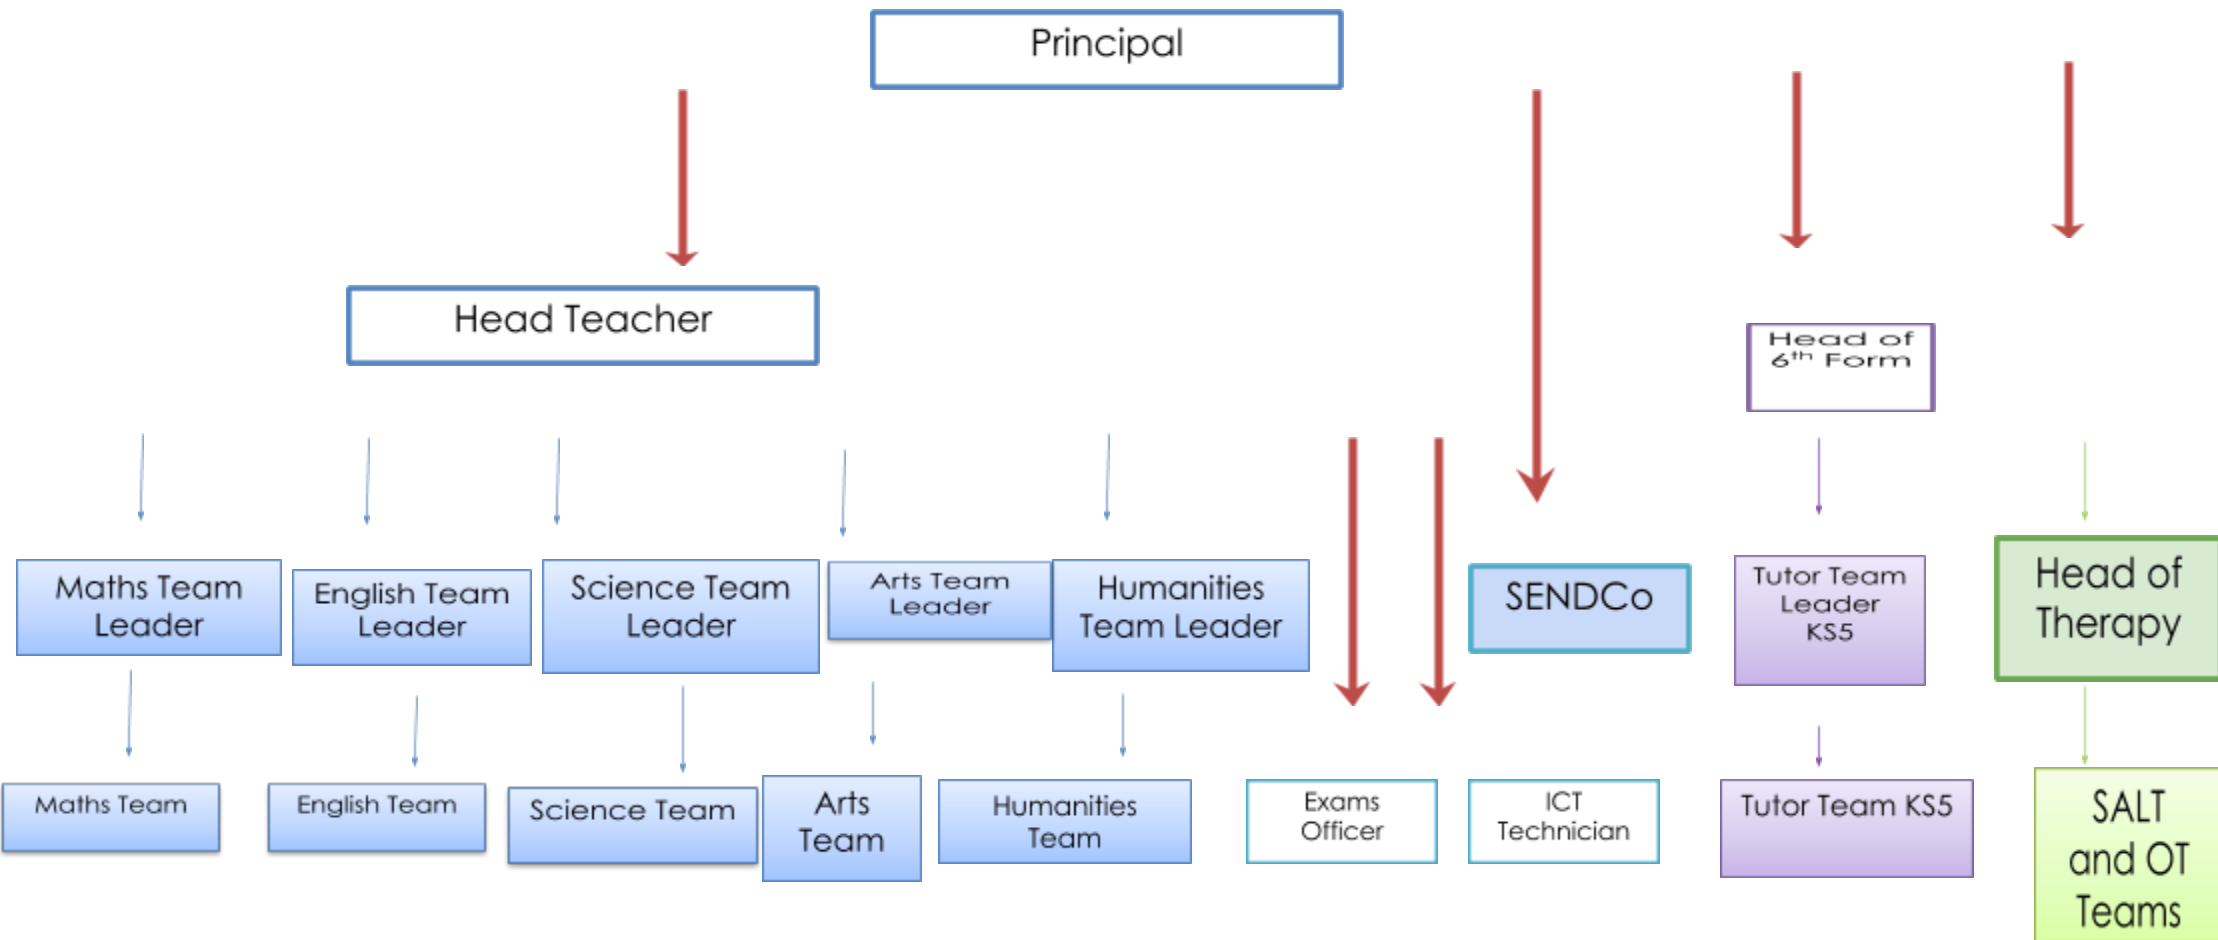 Principal
Head Teacher
Head of
6th Form
Maths Team
Leader
English Team
Leader
Science Team
Leader
Arts Team
Leader
Humanities
Team Leader
SENDCo
Tutor Team
Leader
KS5
Head of
Therapy
Maths Team
English Team
Science Team
Arts
Team
Humanities
Team
Exams
Officer
ICT
Technician
Tutor Team KS5
SALT
and OT
Teams